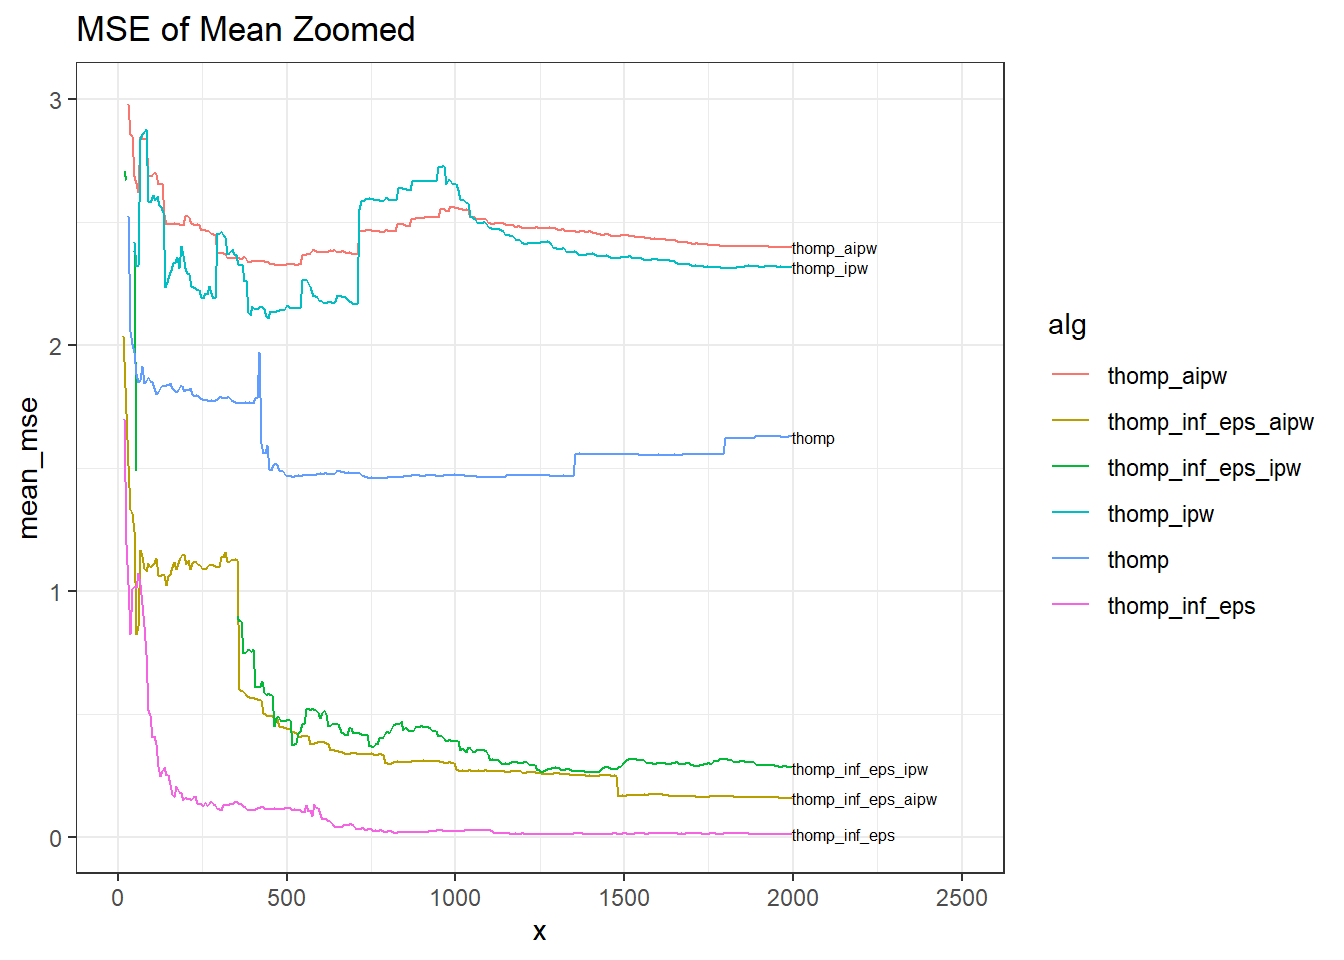 MSE of Mean Zoomed
3
2
1
0
mean_mse
0
500
1000
1500
2000
2500
x
thomp_aipw
thomp_ipw
thomp
thomp_inf_eps_ipw
thomp_inf_eps_aipw
thomp_inf_eps
alg
thomp_aipw
thomp_inf_eps_aipw
thomp_inf_eps_ipw
thomp_ipw
thomp
thomp_inf_eps